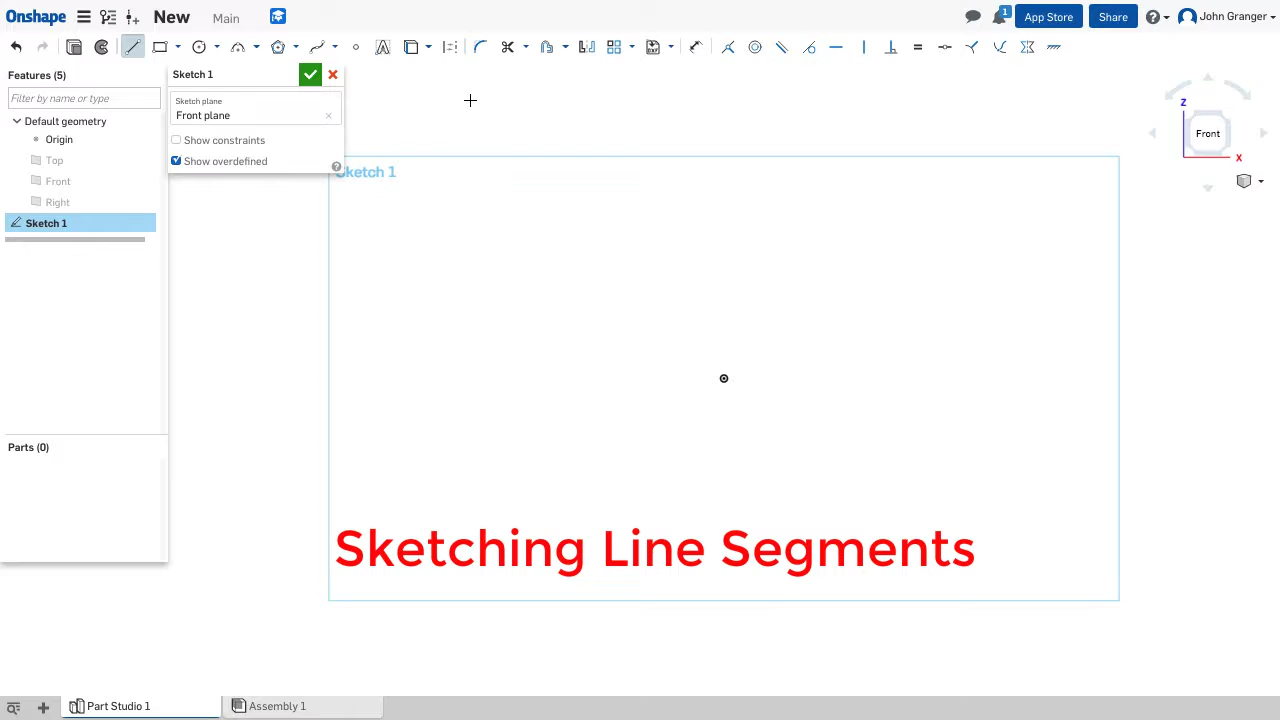 Onshape New Main 1 App Store Share John Granger
Features (5)
Filter by name or type
Default geometry
Origin
Top
Front
Right
Sketch 1
Parts (0)
Sketch 1
Sketch plane
Front plane
Show constraints
Show overdefined
Sketch 1
Z
Front
X
Sketching Line Segments
Part Studio 1
Assembly 1